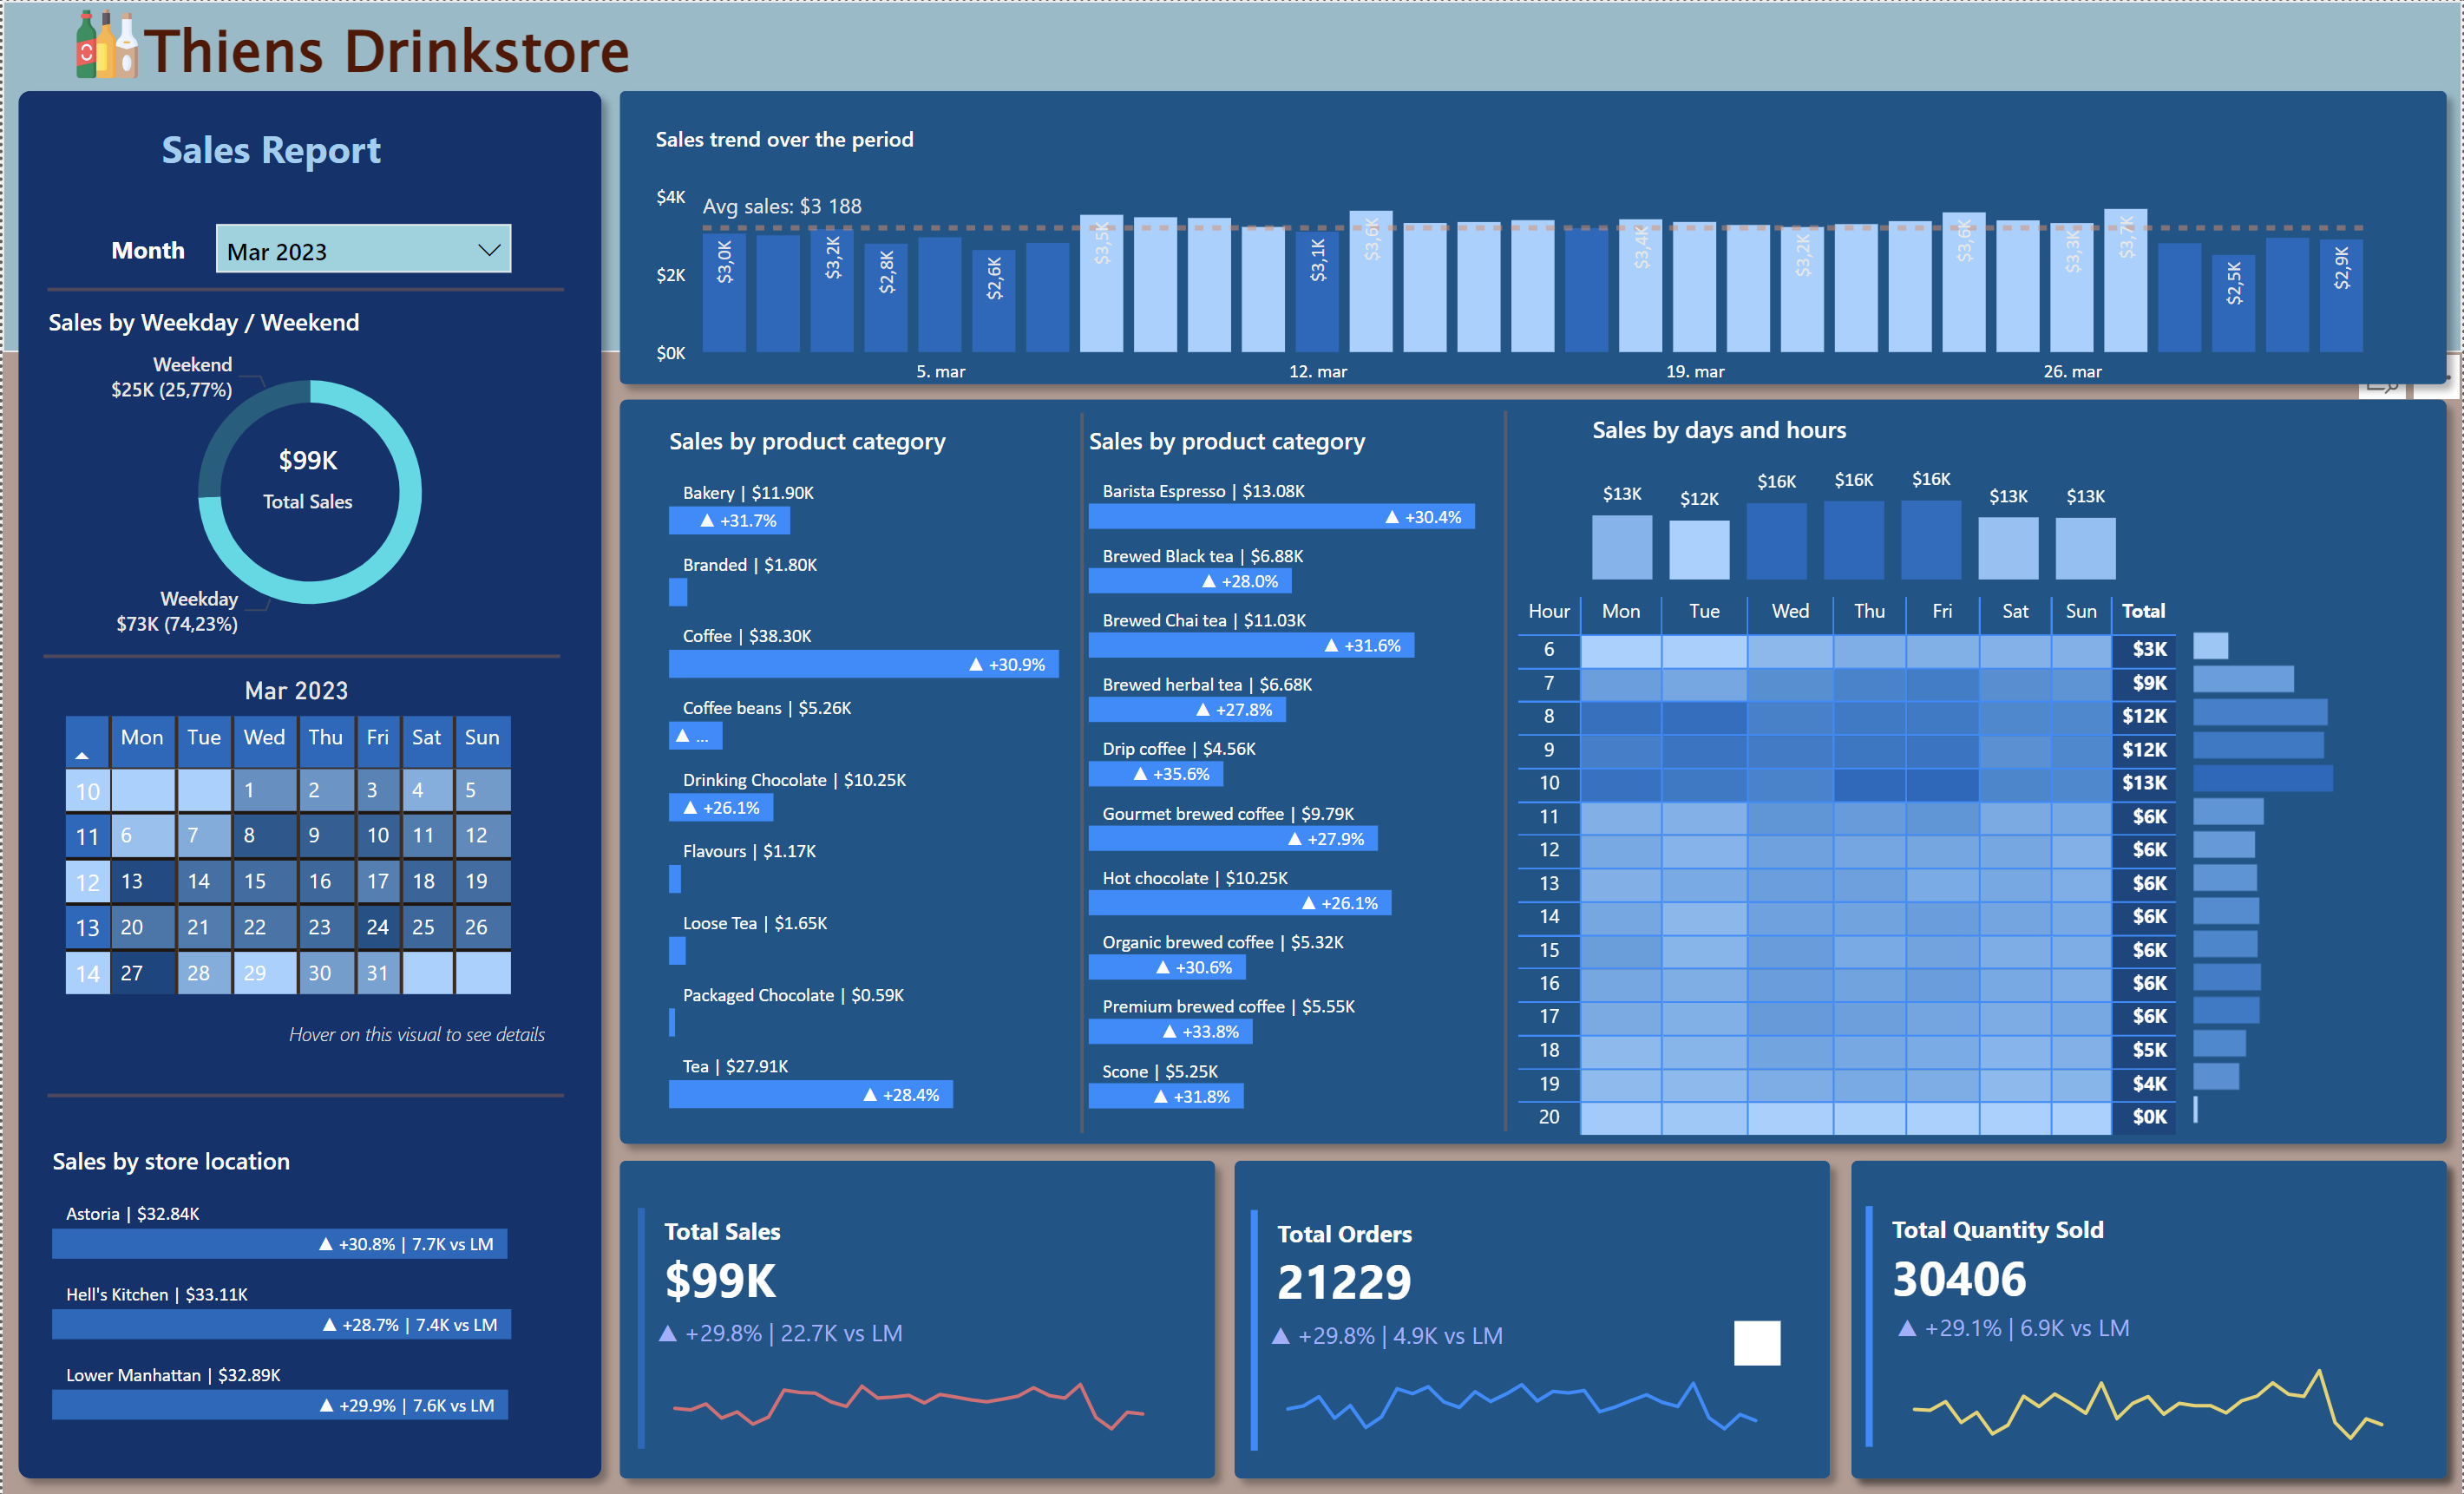 Thiens Drinkstore
Sales Report
Month
Mar 2023
Sales by Weekday / Weekend
Weekend
$25K (25,77%)
$99K
Total Sales
Weekday
$73K (74,23%)
Mar 2023
Mon Tue Wed Thu Fri Sat Sun
10 1 2 3 4 5
11 6 7 8 9 10 11 12
12 13 14 15 16 17 18 19
13 20 21 22 23 24 25 26
14 27 28 29 30 31
Hover on this visual to see details
Sales by store location
Astoria | $32.84K
▲ +30.8% | 7.7K vs LM
Hell's Kitchen | $33.11K
▲ +28.7% | 7.4K vs LM
Lower Manhattan | $32.89K
▲ +29.9% | 7.6K vs LM
Sales trend over the period
$4K
$2K
$0K
Avg sales: $3 188
$3,0K $3,2K $2,8K $2,6K $3,5K $3,1K $3,6K $3,4K $3,2K $3,6K $3,3K $3,7K $2,5K $2,9K
5. mar 12. mar 19. mar 26. mar
Sales by product category
Bakery | $11.90K
▲ +31.7%
Branded | $1.80K
Coffee | $38.30K
▲ +30.9%
Coffee beans | $5.26K
▲ ...
Drinking Chocolate | $10.25K
▲ +26.1%
Flavours | $1.17K
Loose Tea | $1.65K
Packaged Chocolate | $0.59K
Tea | $27.91K
▲ +28.4%
Sales by product category
Barista Espresso | $13.08K
▲ +30.4%
Brewed Black tea | $6.88K
▲ +28.0%
Brewed Chai tea | $11.03K
▲ +31.6%
Brewed herbal tea | $6.68K
▲ +27.8%
Drip coffee | $4.56K
▲ +35.6%
Gourmet brewed coffee | $9.79K
▲ +27.9%
Hot chocolate | $10.25K
▲ +26.1%
Organic brewed coffee | $5.32K
▲ +30.6%
Premium brewed coffee | $5.55K
▲ +33.8%
Scone | $5.25K
▲ +31.8%
Sales by days and hours
$13K $12K $16K $16K $16K $13K $13K
Hour Mon Tue Wed Thu Fri Sat Sun Total
6 $3K
7 $9K
8 $12K
9 $12K
10 $13K
11 $6K
12 $6K
13 $6K
14 $6K
15 $6K
16 $6K
17 $6K
18 $5K
19 $4K
20 $0K
Total Sales
$99K
▲ +29.8% | 22.7K vs LM
Total Orders
21229
▲ +29.8% | 4.9K vs LM
Total Quantity Sold
30406
▲ +29.1% | 6.9K vs LM